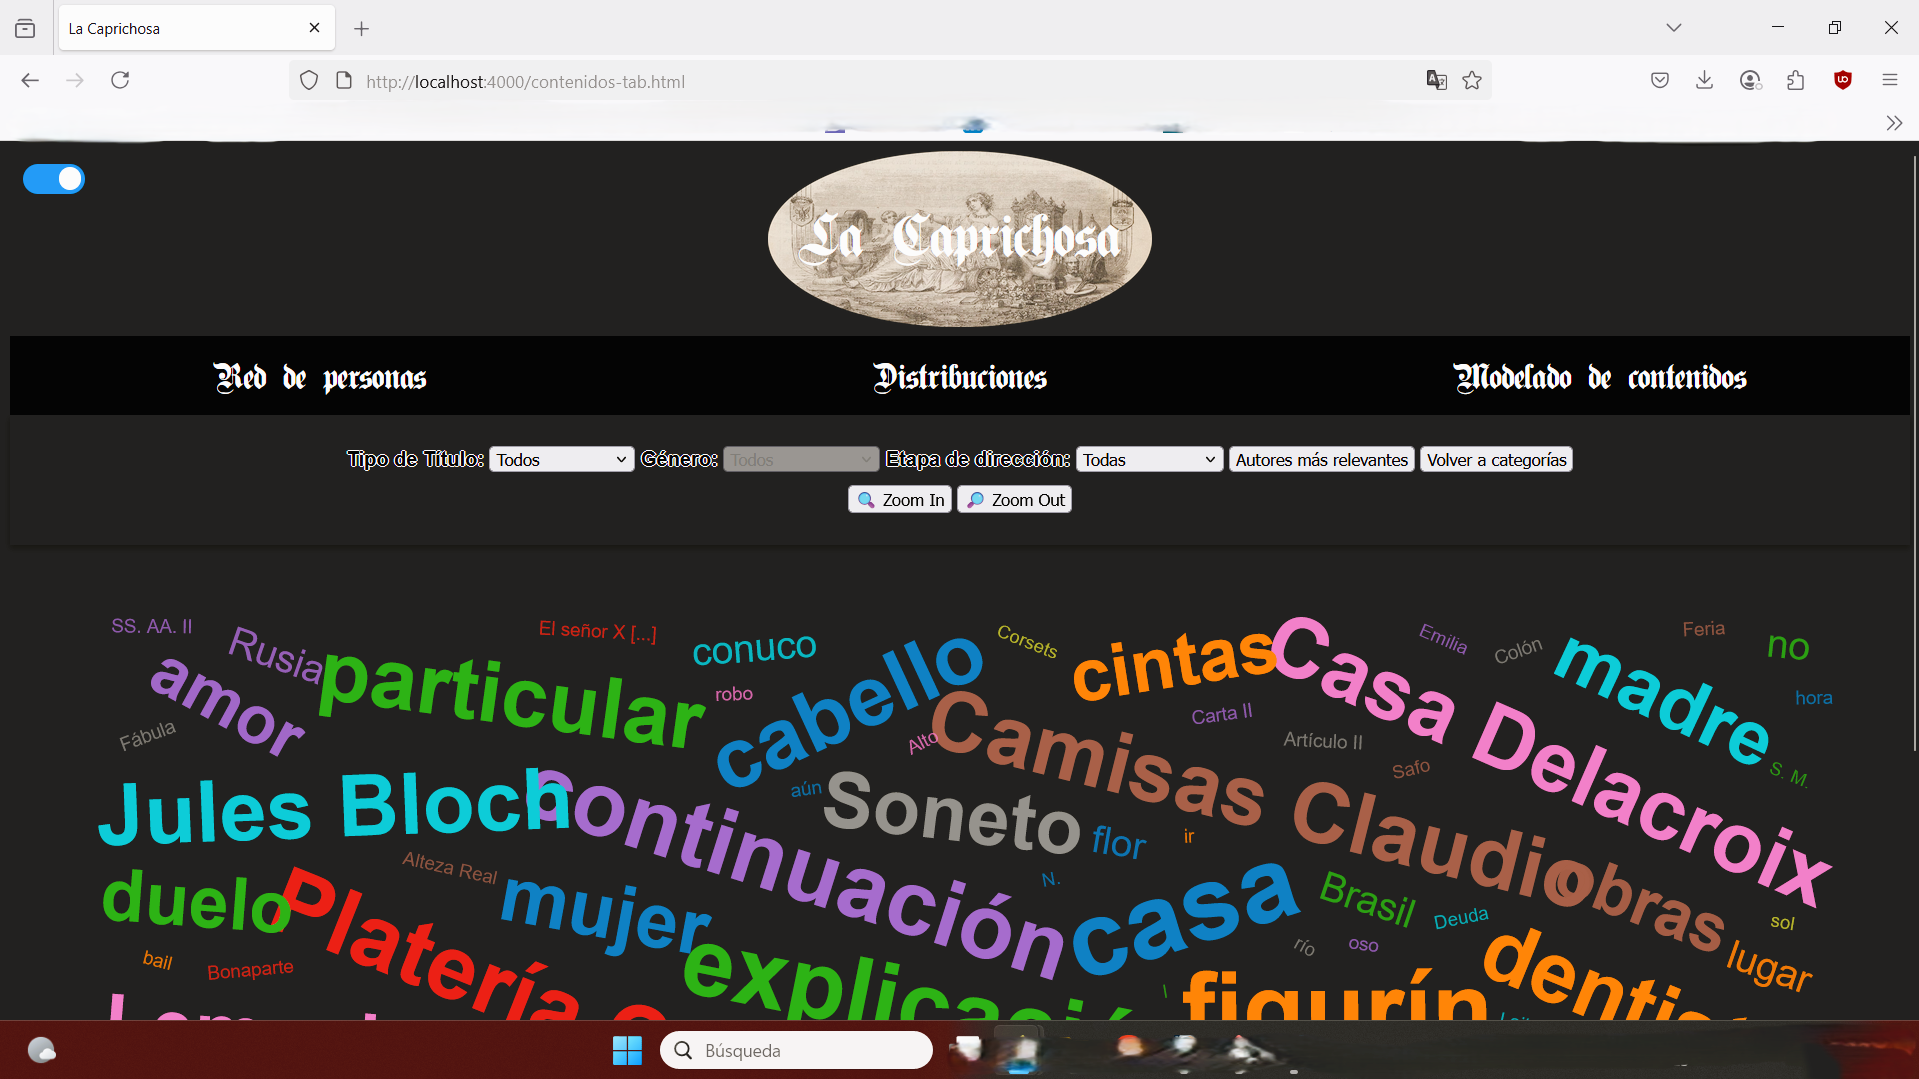 La Caprichosa
http://localhost:4000/contenidos-tab.html
La Caprichosa
Red de personas
Distribuciones
Modelado de contenidos
Tipo de Título: Todos Género: Todos Etapa de dirección: Todas Autores más relevantes Volver a categorías
Zoom In Zoom Out
SS. AA. II
Rusia
El señor X [...]
conuco
Corsets
cintas
Casa Delacroix
Emilia
Colón
madre
Feria
no
amor
particular
robo
cabello
Carta II
hora
Fábula
Alto
Camisas Claudio
Artículo II
Safo
S. M.
Jules Bloch
continuación
aún
Soneto
flor
ir
duelo
Alteza Real
mujer
N.
casa
Brasil
Deuda
obras
sol
bail
Bonaparte
río
oso
dentis
lugar
Platería
explicació
figurín
Búsqueda